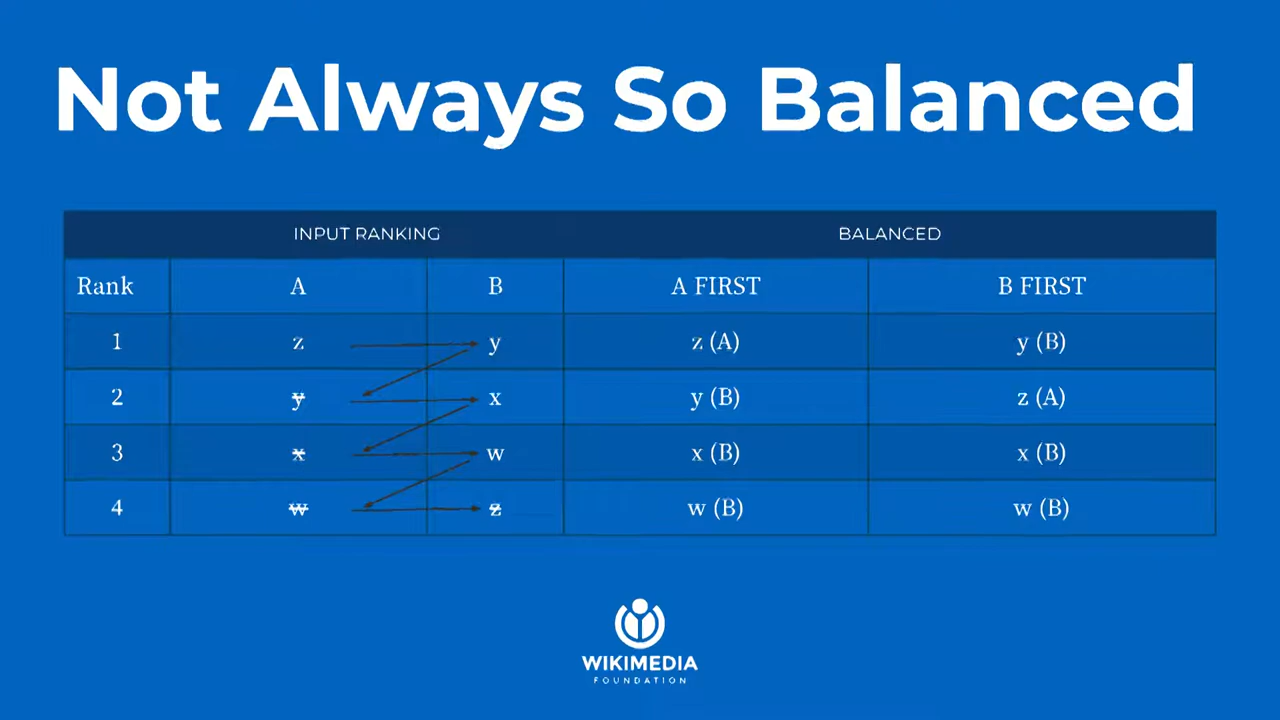 Not Always So Balanced
INPUT RANKING BALANCED
Rank A B A FIRST B FIRST
1 z y z (A) y (B)
2 y x y (B) z (A)
3 x w x (B) x (B)
4 w z w (B) w (B)
WIKIMEDIA
FOUNDATION